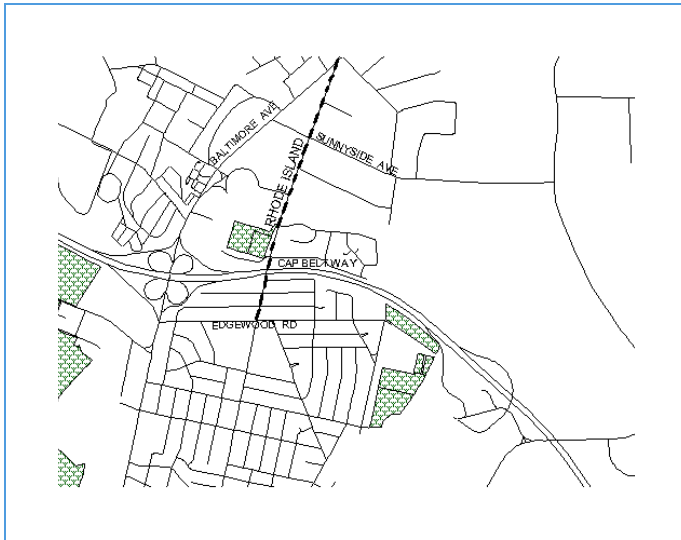 BALTIMORE AVE
SUNNYSIDE AVE
RHODE ISLAND
CAP BELTWAY
EDGEWOOD RD